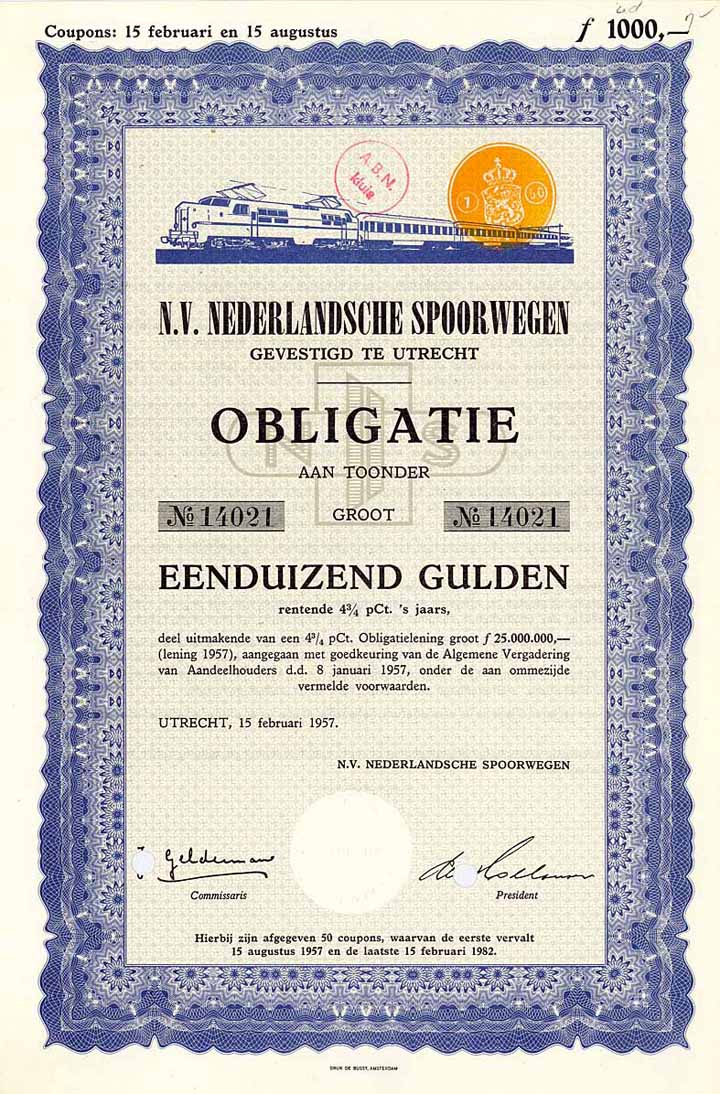 Coupons: 15 februari en 15 augustus
f 1000,—
A.B.N.
kluis
N.V. NEDERLANDSCHE SPOORWEGEN
GEVESTIGD TE UTRECHT
OBLIGATIE
N S
AAN TOONDER
№ 14021 GROOT № 14021
EENDUIZEND GULDEN
rentende 4¾ pCt. 's jaars,
deel uitmakende van een 4¾ pCt. Obligatielening groot f 25.000.000,—
(lening 1957), aangegaan met goedkeuring van de Algemene Vergadering
van Aandeelhouders d.d. 8 januari 1957, onder de aan ommezijde
vermelde voorwaarden.
UTRECHT, 15 februari 1957.
N.V. NEDERLANDSCHE SPOORWEGEN
Commissaris
President
Hierbij zijn afgegeven 50 coupons, waarvan de eerste vervalt
15 augustus 1957 en de laatste 15 februari 1982.
DRUK DE BUSSY, AMSTERDAM